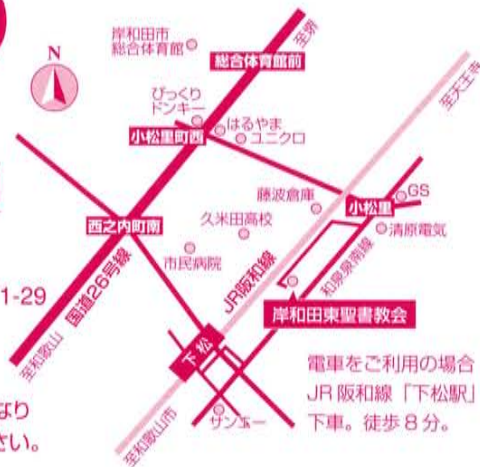 N
岸和田市
総合体育館
至堺
総合体育館前
びっくり
ドンキー
はるやま
ユニクロ
小松里町西
至天王寺
藤波倉庫
GS
小松里
清原電気
久米田高校
西之内町南
市民病院
JR阪和線
和泉泉南線
1-29
国道26号線
岸和田東聖書教会
至和歌山
下松
電車をご利用の場合
JR阪和線「下松駅」
下車。徒歩8分。
なり
さい。
サンエー
至和歌山市